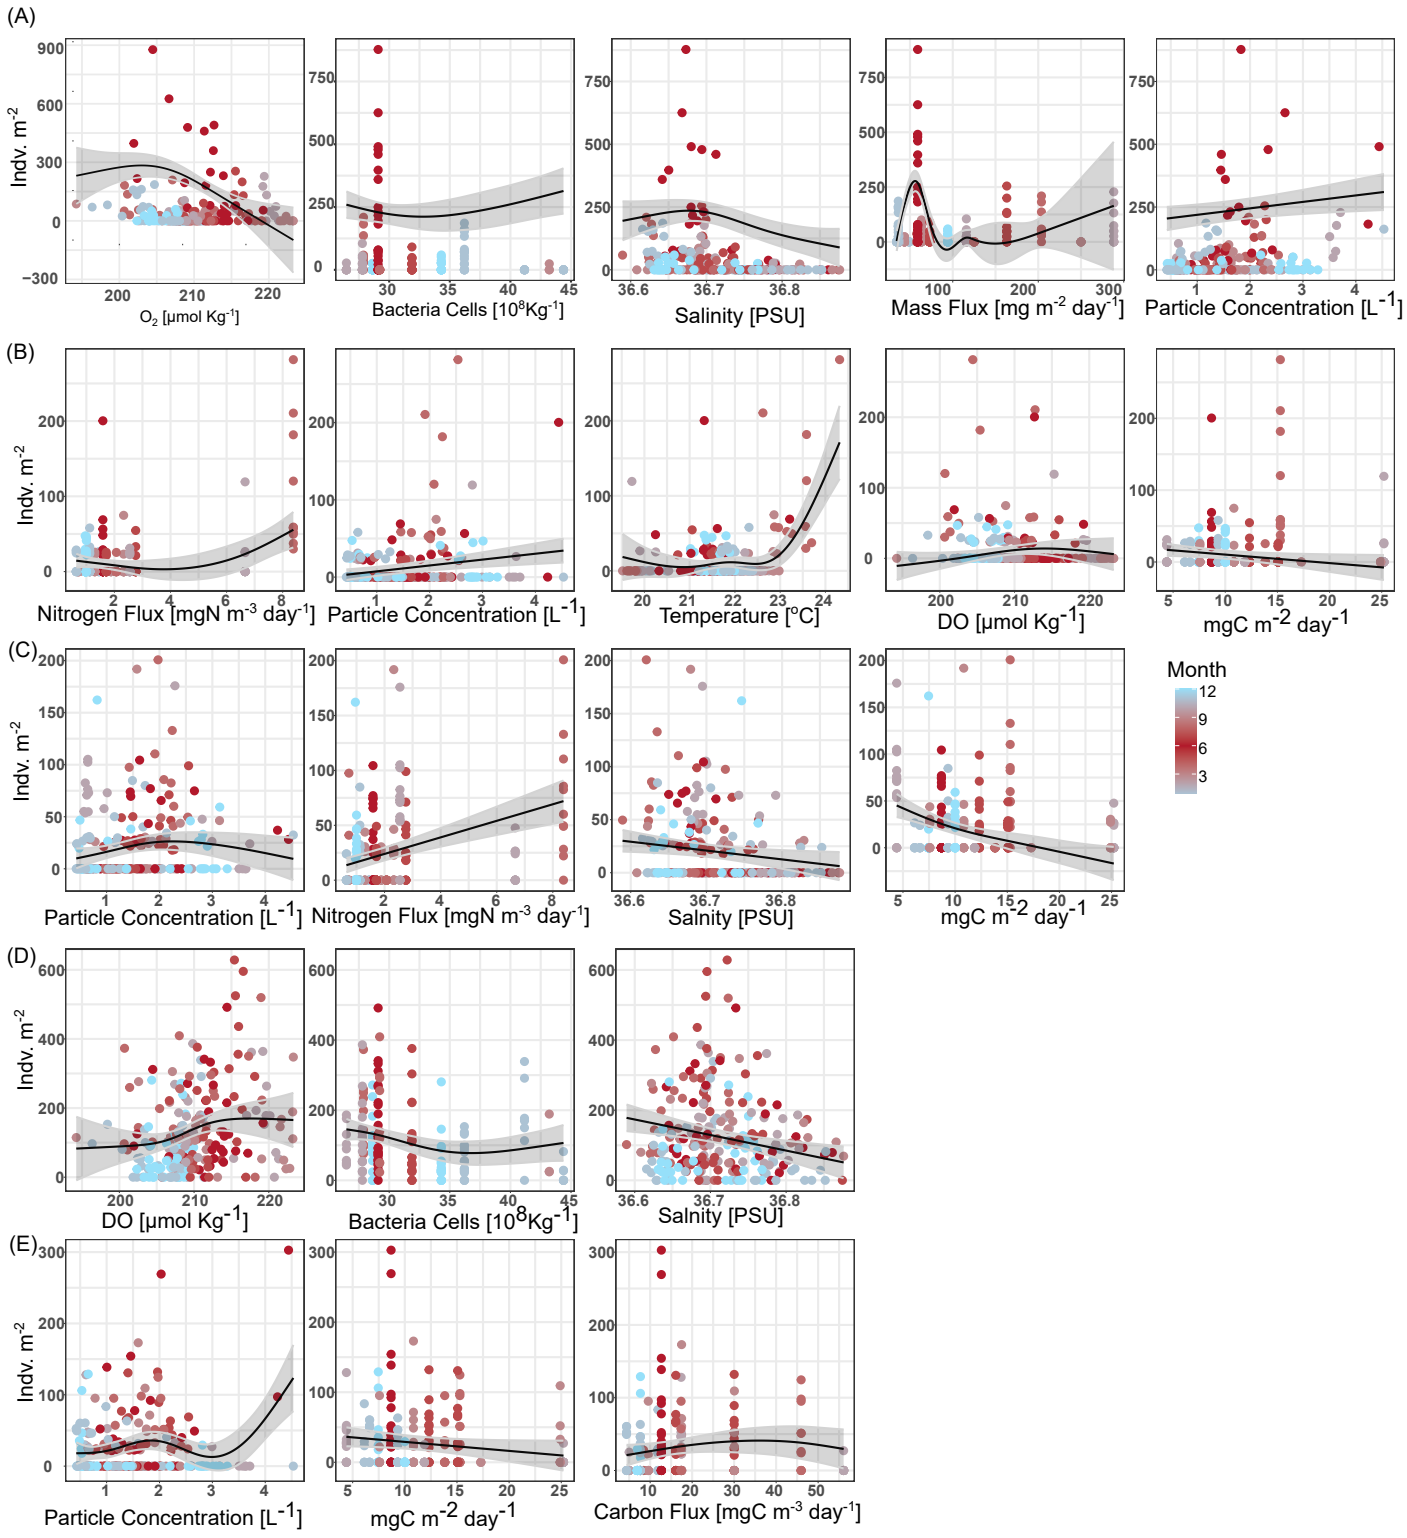 (A)
Indv. m-2
900
600
300
0
−300
200 210 220
O2 [µmol Kg-1]
750
500
250
0
30 35 40 45
Bacteria Cells [10^8Kg-1]
750
500
250
0
36.6 36.7 36.8
Salinity [PSU]
750
500
250
0
100 200 300
Mass Flux [mg m-2 day-1]
750
500
250
0
1 2 3 4
Particle Concentration [L-1]
(B)
Indv. m-2
200
100
0
2 4 6 8
Nitrogen Flux [mgN m-3 day-1]
200
100
0
1 2 3 4
Particle Concentration [L-1]
200
100
0
20 21 22 23 24
Temperature [oC]
200
100
0
200 210 220
DO [µmol Kg-1]
200
100
0
5 10 15 20 25
mgC m-2 day-1
(C)
Indv. m-2
200
150
100
50
0
1 2 3 4
Particle Concentration [L-1]
200
150
100
50
0
2 4 6 8
Nitrogen Flux [mgN m-3 day-1]
200
150
100
50
0
36.6 36.7 36.8
Salnity [PSU]
200
150
100
50
0
5 10 15 20 25
mgC m-2 day-1
Month
12
9
6
3
(D)
Indv. m-2
600
400
200
0
200 210 220
DO [µmol Kg-1]
600
400
200
0
30 35 40 45
Bacteria Cells [10^8Kg-1]
600
400
200
0
36.6 36.7 36.8
Salnity [PSU]
(E)
Indv. m-2
300
200
100
0
1 2 3 4
Particle Concentration [L-1]
300
200
100
0
5 10 15 20 25
mgC m-2 day-1
300
200
100
0
10 20 30 40 50
Carbon Flux [mgC m-3 day-1]